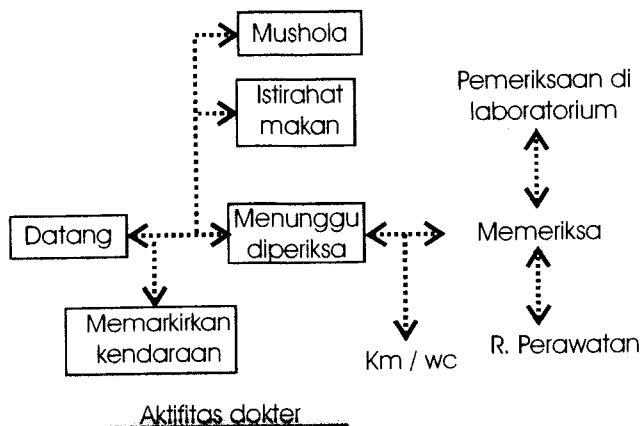 Mushola
Istirahat
makan
Pemeriksaan di
laboratorium
Datang
Menunggu
diperiksa
Memeriksa
Memarkirkan
kendaraan
Km / wc
R. Perawatan
Aktifitas dokter